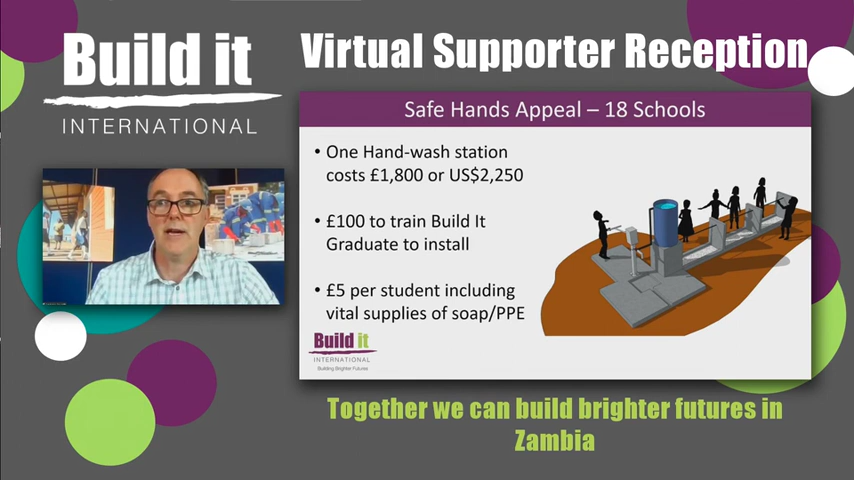 Build it
INTERNATIONAL
Virtual Supporter Reception
Safe Hands Appeal – 18 Schools
• One Hand-wash station
costs £1,800 or US$2,250
• £100 to train Build It
Graduate to install
• £5 per student including
vital supplies of soap/PPE
Build it
INTERNATIONAL
Building Brighter Futures
Together we can build brighter futures in
Zambia